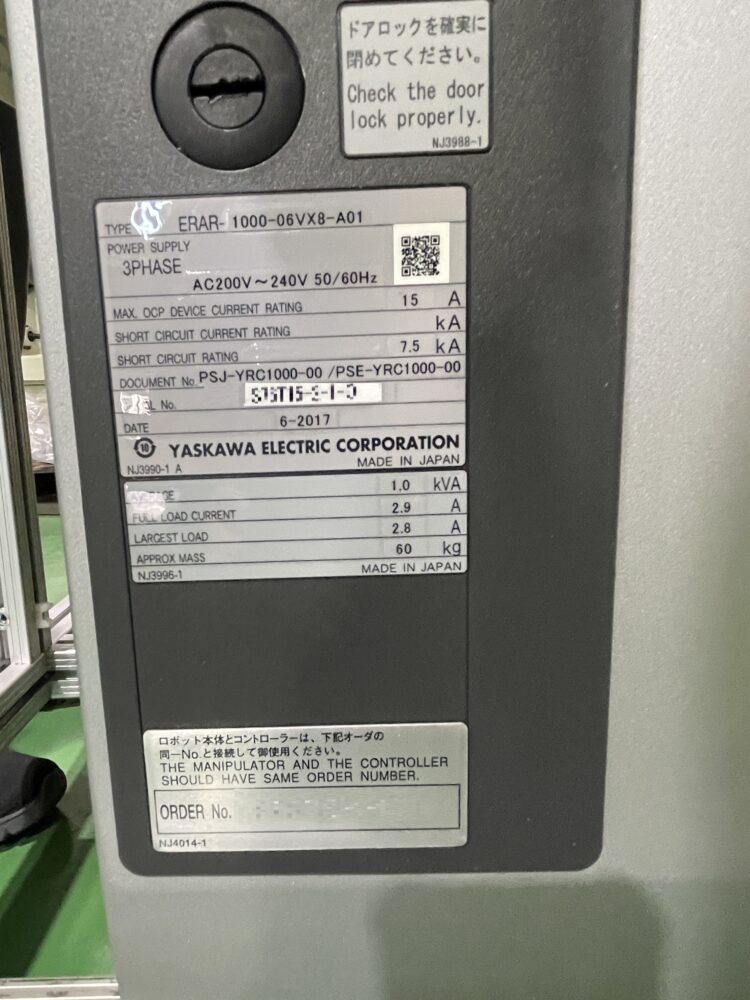 ドアロックを確実に
閉めてください。
Check the door
lock properly.
NJ3988-1
TYPE ERAR- 1000-06VX8-A01
POWER SUPPLY
3PHASE
AC200V～240V 50/60Hz
MAX. OCP DEVICE CURRENT RATING 15 A
SHORT CIRCUIT CURRENT RATING kA
SHORT CIRCUIT RATING 7.5 kA
DOCUMENT No. PSJ-YRC1000-00 /PSE-YRC1000-00
No.
DATE 6-2017
10 YASKAWA ELECTRIC CORPORATION
NJ3990-1 A MADE IN JAPAN
1.0 kVA
FULL LOAD CURRENT 2.9 A
LARGEST LOAD 2.8 A
APPROX MASS 60 kg
NJ3996-1 MADE IN JAPAN
ロボット本体とコントローラーは、下記オーダの
同一No.と接続して御使用ください。
THE MANIPULATOR AND THE CONTROLLER
SHOULD HAVE SAME ORDER NUMBER.
ORDER No.
NJ4014-1